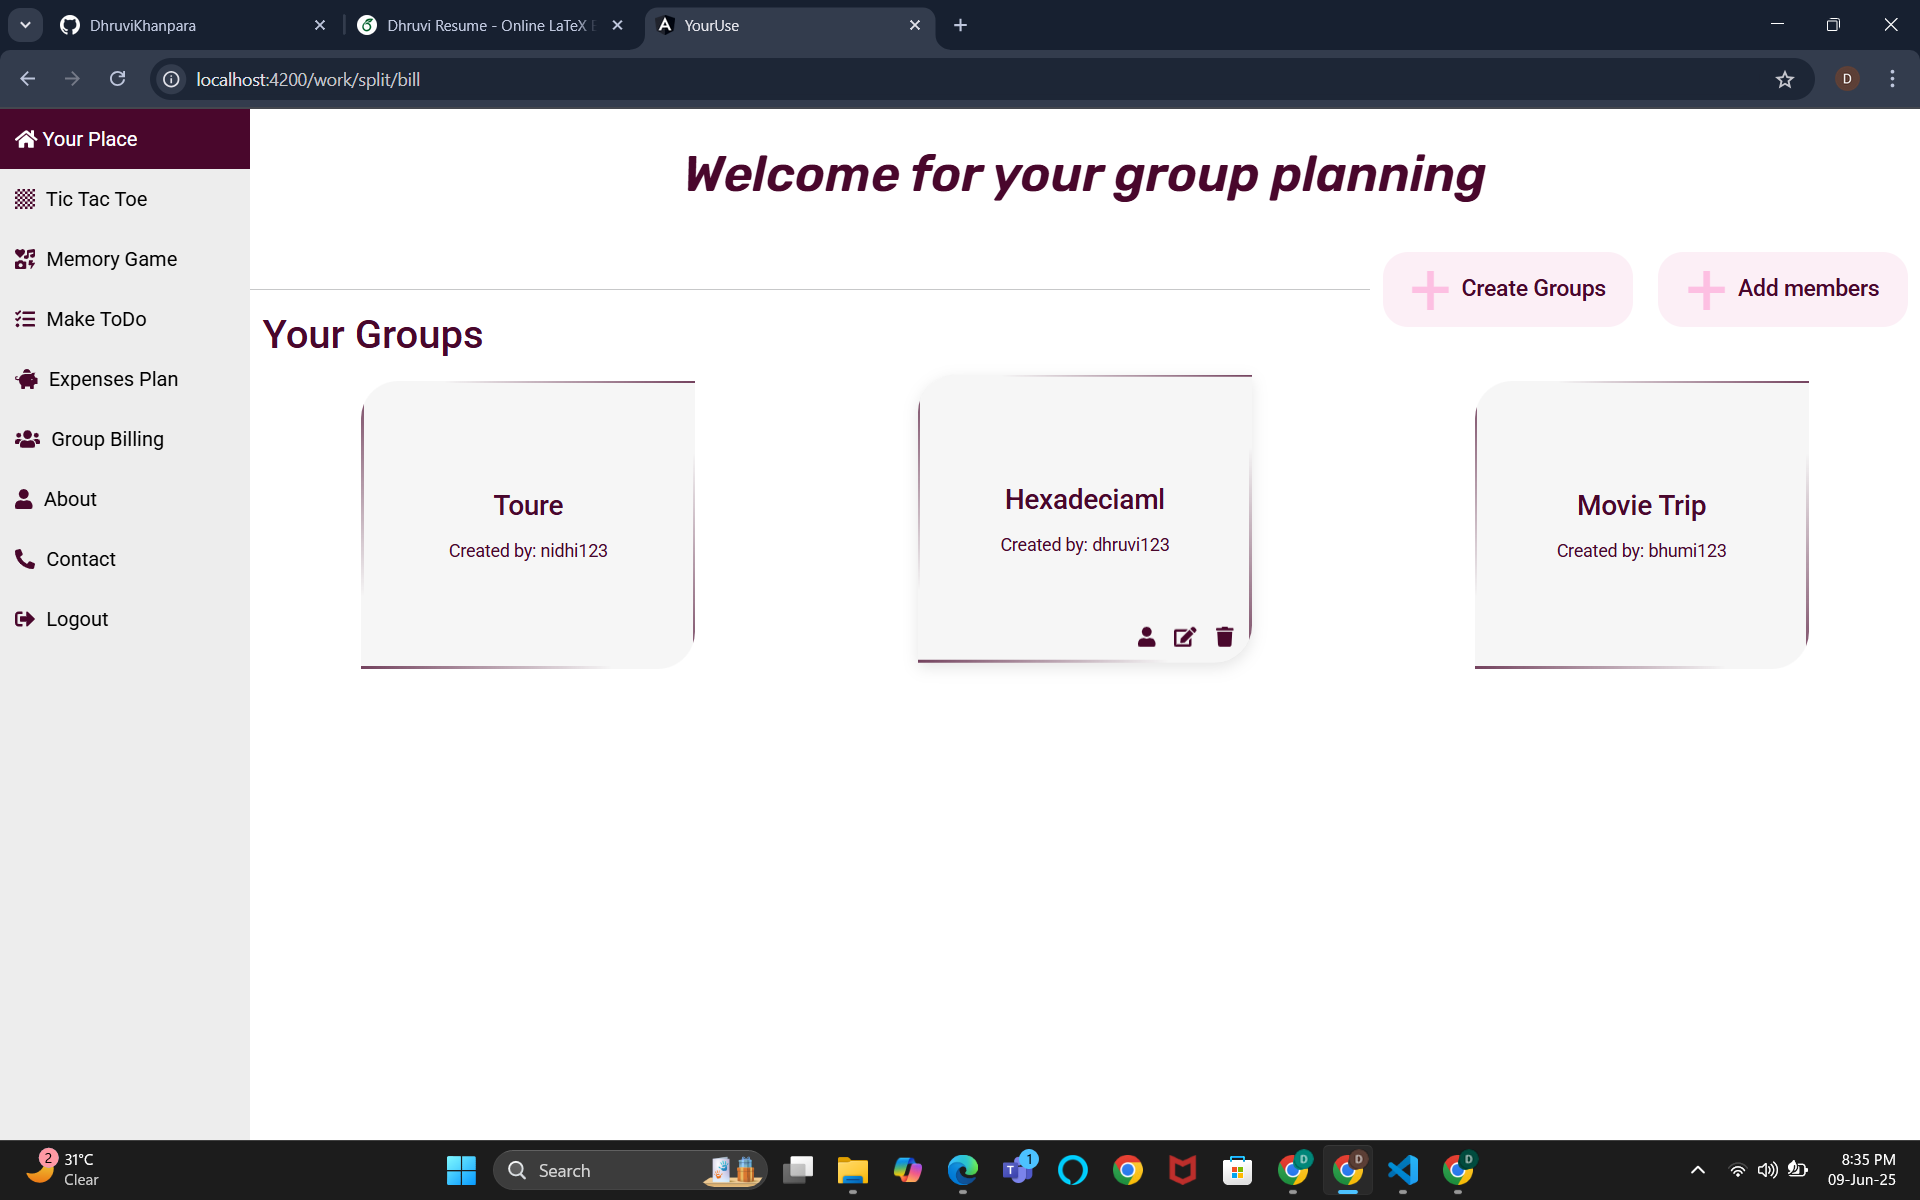 DhruviKhanpara
Dhruvi Resume - Online LaTeX E
YourUse
localhost:4200/work/split/bill
D
Your Place
Tic Tac Toe
Memory Game
Make ToDo
Expenses Plan
Group Billing
About
Contact
Logout
Welcome for your group planning
Create Groups
Add members
Your Groups
Toure
Created by: nidhi123
Hexadeciaml
Created by: dhruvi123
Movie Trip
Created by: bhumi123
2
31°C
Clear
Search
T
1
D
D
D
8:35 PM
09-Jun-25